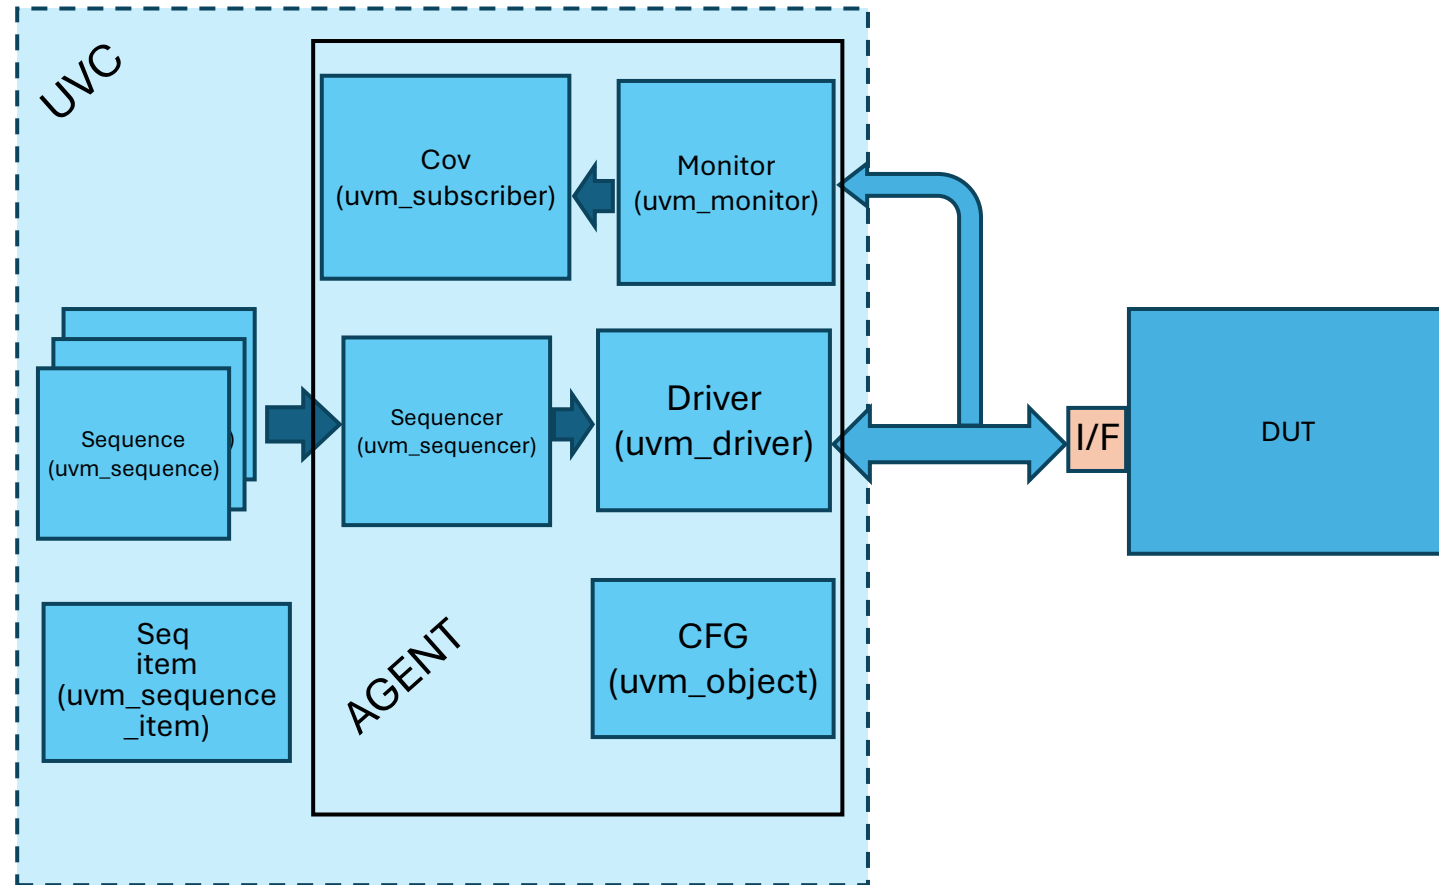 UVC
Cov
(uvm_subscriber)
Monitor
(uvm_monitor)
Sequence
(uvm_sequence)
)
Sequencer
(uvm_sequencer)
Driver
(uvm_driver)
I/F
DUT
Seq
item
(uvm_sequence
_item)
AGENT
CFG
(uvm_object)